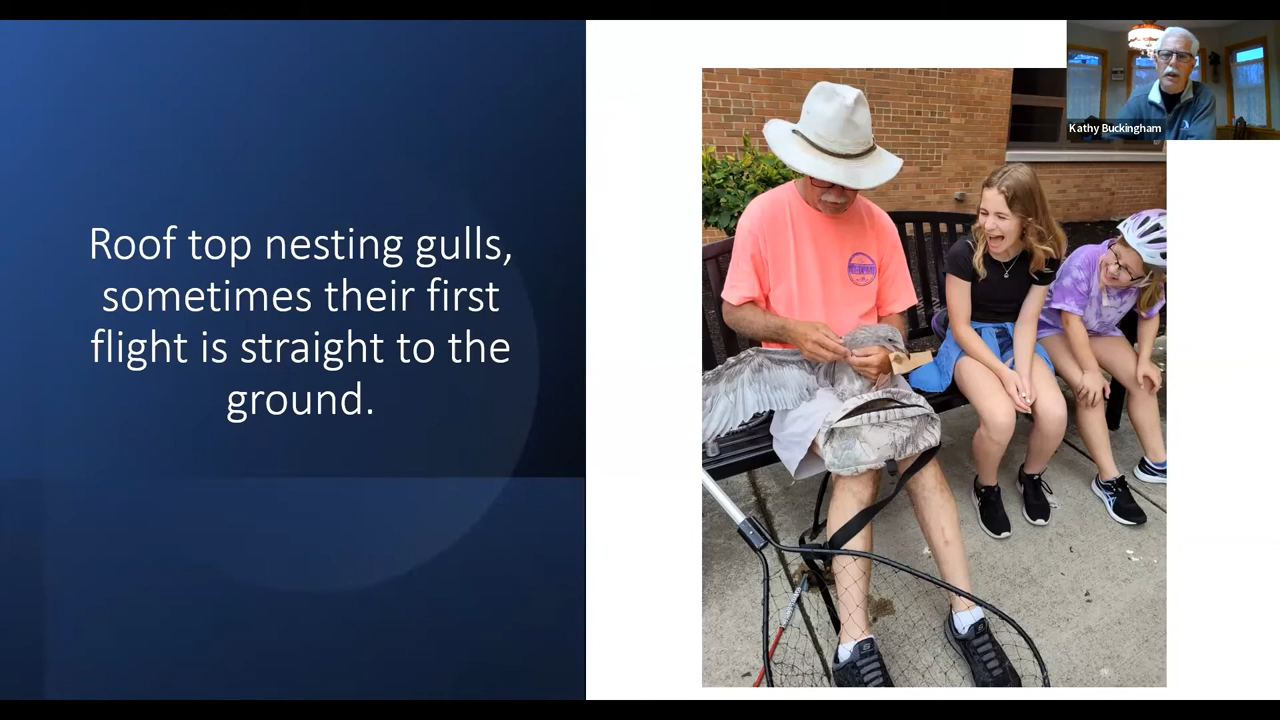 Roof top nesting gulls,
sometimes their first
flight is straight to the
ground.
Kathy Buckingham